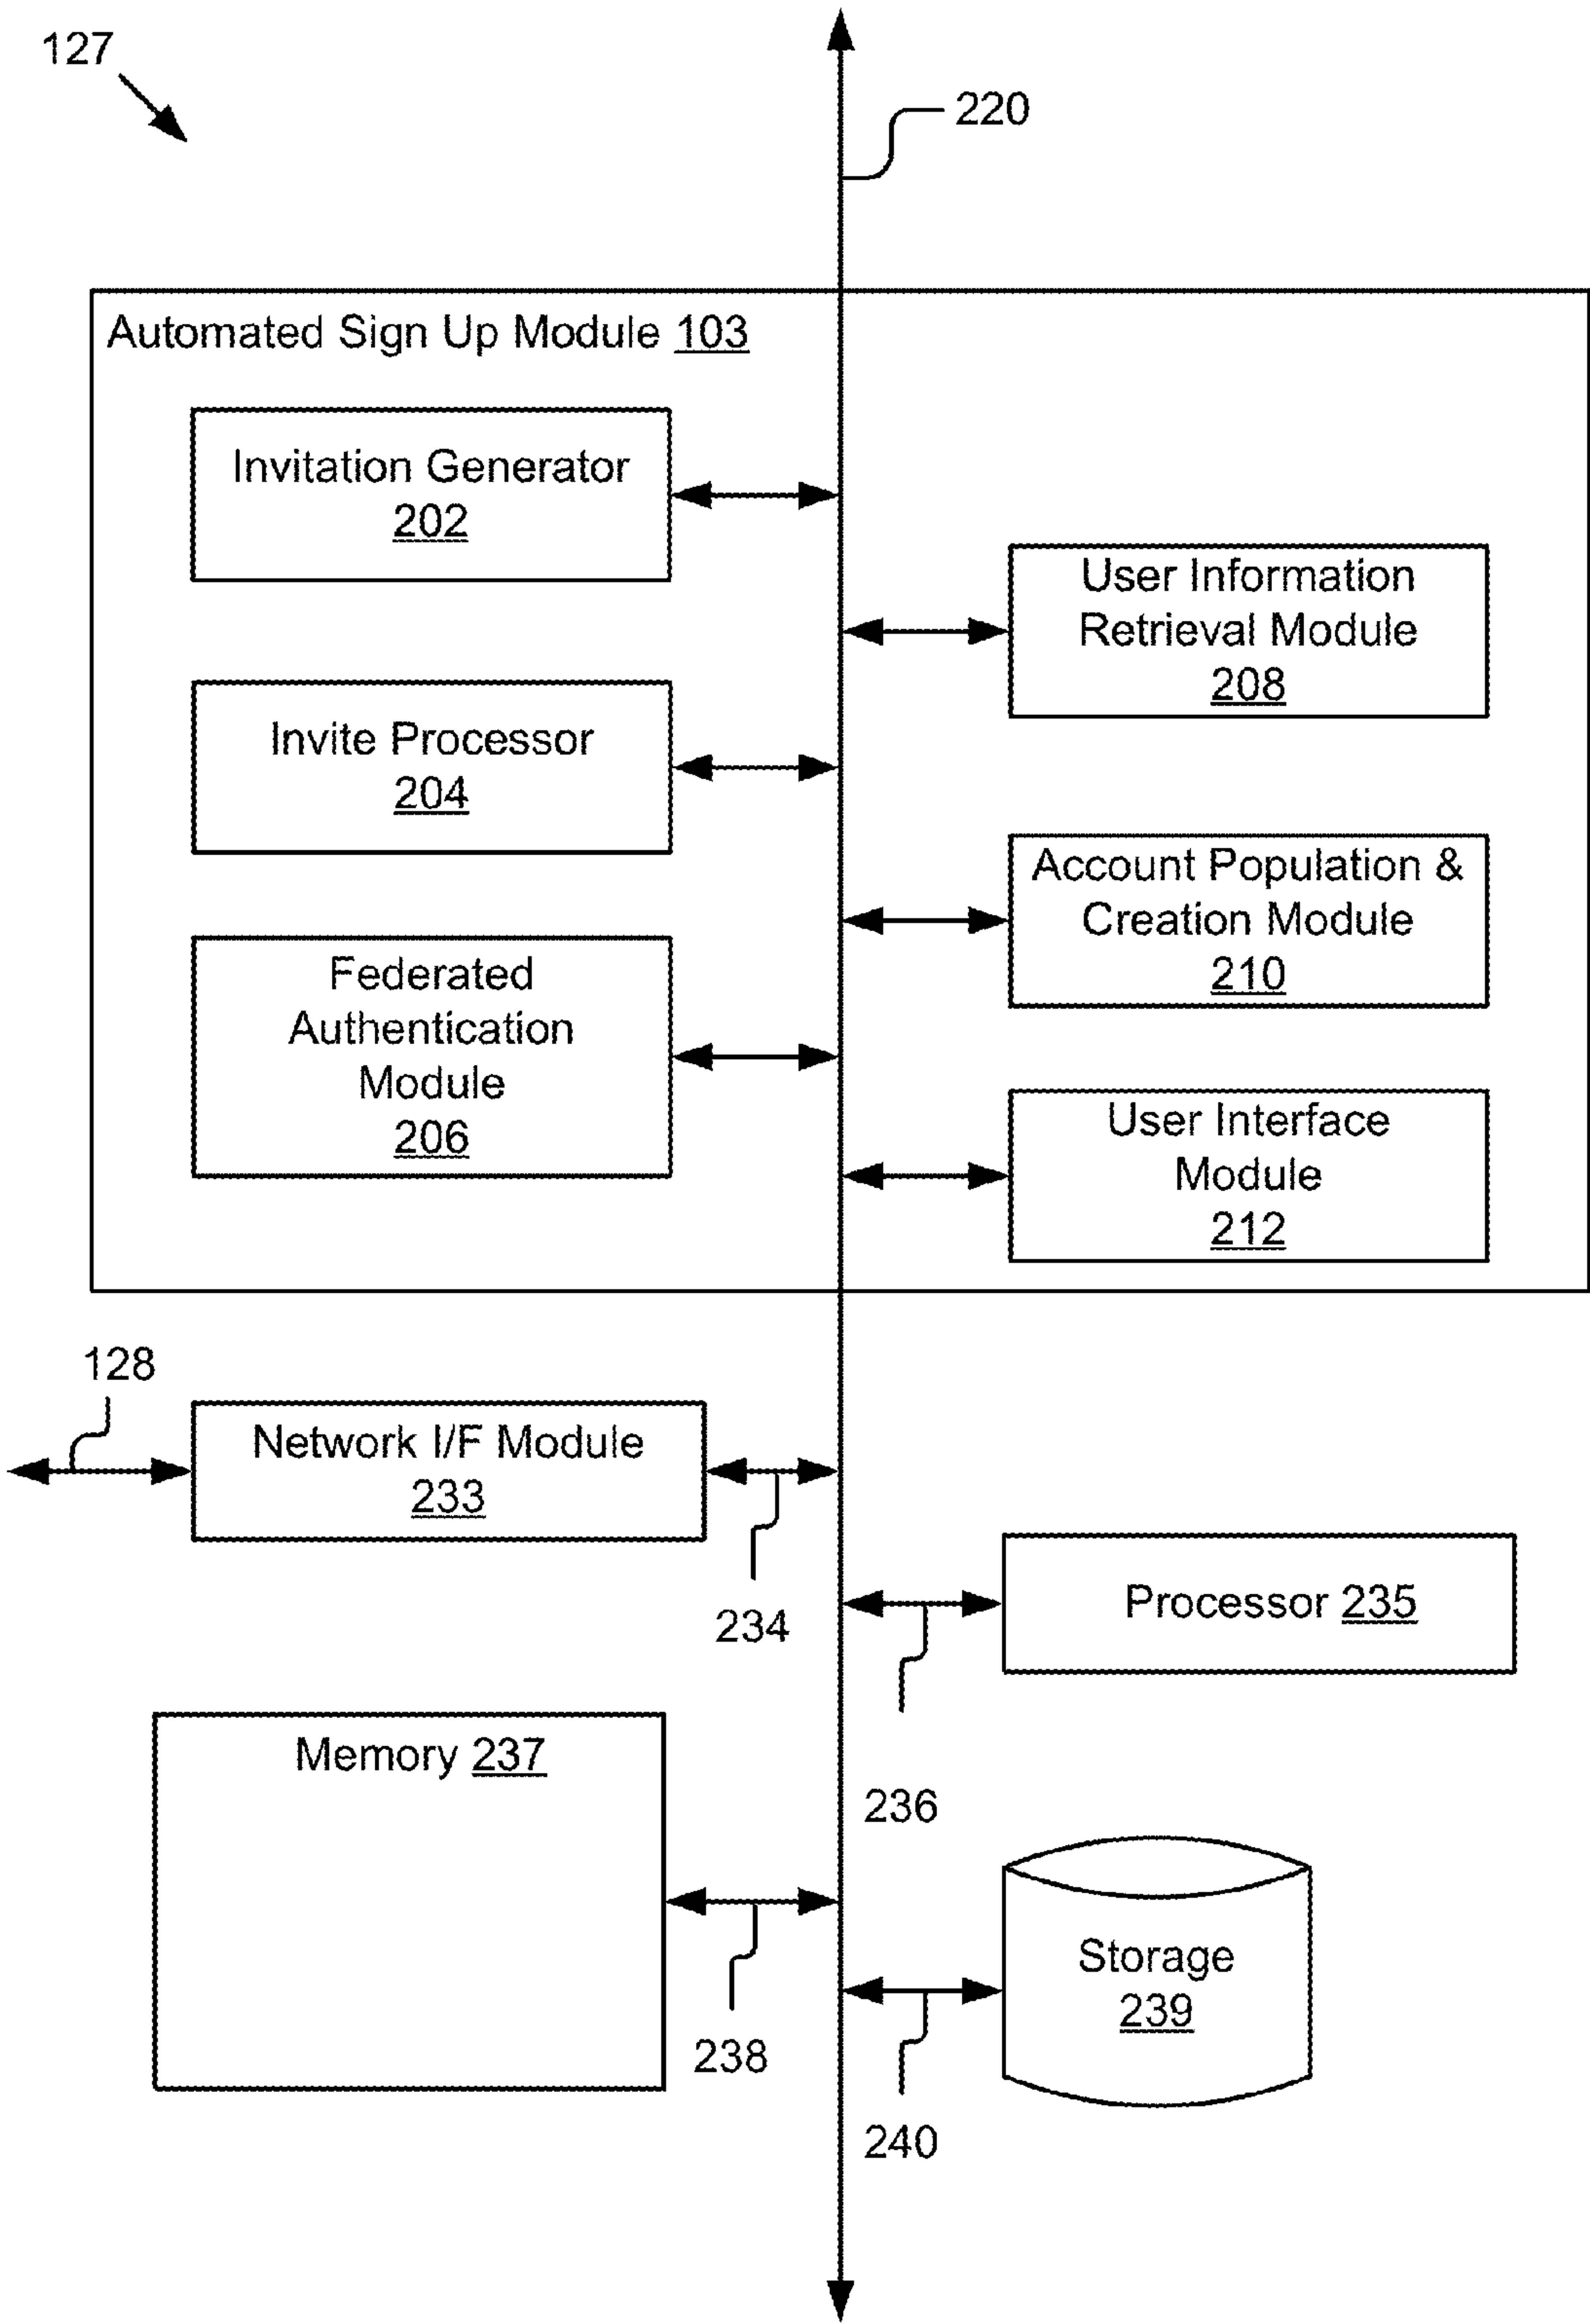 127
220
Automated Sign Up Module 103
Invitation Generator
202
User Information
Retrieval Module
208
Invite Processor
204
Account Population &
Creation Module
210
Federated
Authentication
Module
206
User Interface
Module
212
128
Network I/F Module
233
234
Processor 235
236
Memory 237
238
Storage
239
240